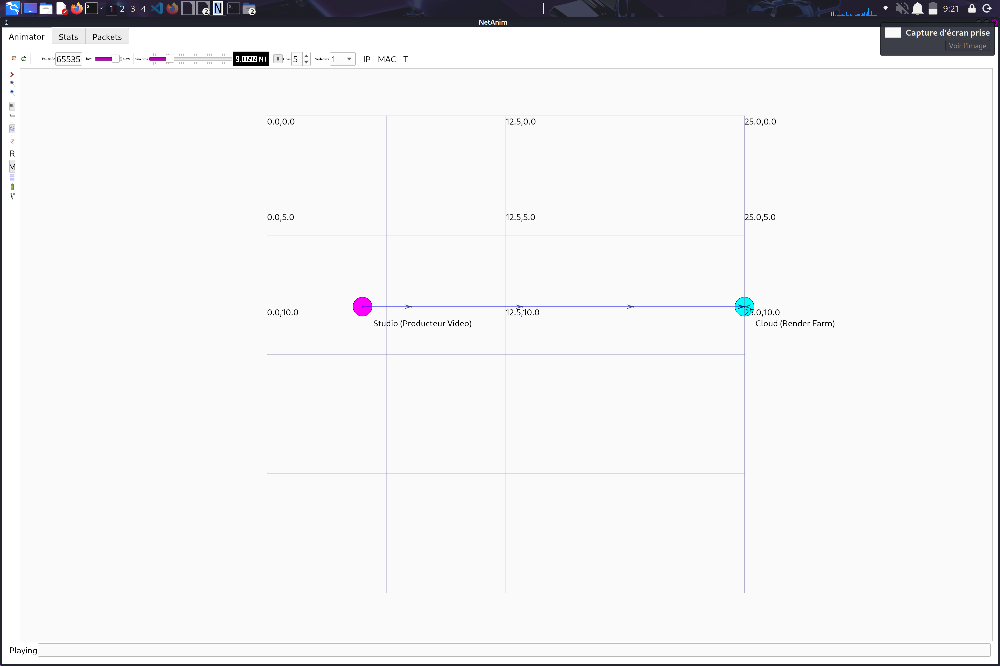 1 2 3 4
2
N
2
9:21
N
NetAnim
Animator
Stats
Packets
Capture d'écran prise
Voir l'image
Pause At
65535
fast
slow
Sim time
9.00509141
#
Lines
5
Node Size
1
IP
MAC
T
R
M
0.0,0.0
12.5,0.0
25.0,0.0
0.0,5.0
12.5,5.0
25.0,5.0
0.0,10.0
12.5,10.0
25.0,10.0
Studio (Producteur Video)
Cloud (Render Farm)
Playing